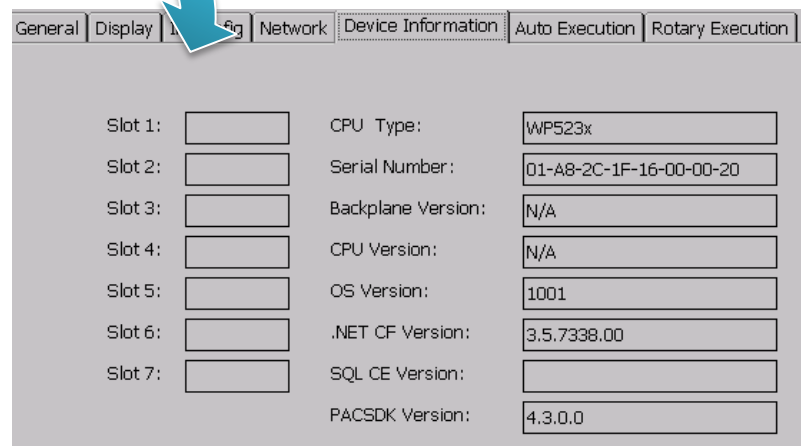 General Display Network Device Information Auto Execution Rotary Execution
Slot 1: CPU Type: WP523x
Slot 2: Serial Number: 01-A8-2C-1F-16-00-00-20
Slot 3: Backplane Version: N/A
Slot 4: CPU Version: N/A
Slot 5: OS Version: 1001
Slot 6: .NET CF Version: 3.5.7338.00
Slot 7: SQL CE Version:
PACSDK Version: 4.3.0.0